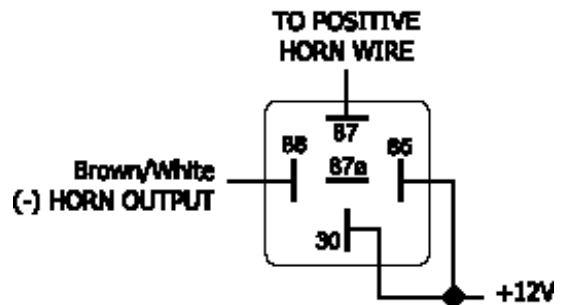 TO POSITIVE
HORN WIRE
87
86
85
87a
Brown/White
(-) HORN OUTPUT
30
+12V